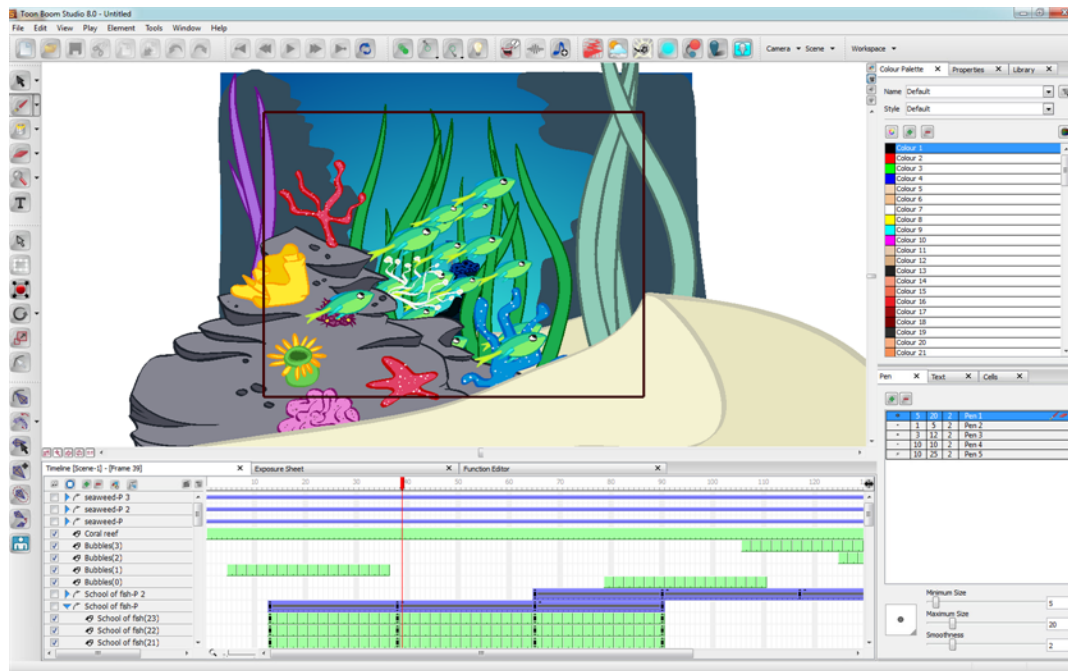 Toon Boom Studio 8.0 - Untitled
File Edit View Play Element Tools Window Help
Camera Scene Workspace
Colour Palette X Properties X Library X
Name Default
Style Default
Colour 1
Colour 2
Colour 3
Colour 4
Colour 5
Colour 6
Colour 7
Colour 8
Colour 9
Colour 10
Colour 11
Colour 12
Colour 13
Colour 14
Colour 15
Colour 16
Colour 17
Colour 18
Colour 19
Colour 20
Colour 21
T
Pen X Text X Cells X
5 20 2 Pen 1
1 5 2 Pen 2
3 12 2 Pen 3
10 10 2 Pen 4
10 25 2 Pen 5
Timeline [Scene-1] - [Frame 39] X Exposure Sheet X Function Editor X
10 20 30 40 50 60 70 80 90 100 110 120
seaweed-P 3
seaweed-P 2
seaweed-P
Coral reef
Bubbles(3)
Bubbles(2)
Bubbles(1)
Bubbles(0)
School of fish-P 2
School of fish-P
School of fish(23)
School of fish(22)
School of fish(21)
Minimum Size
5
Maximum Size
20
Smoothness
2